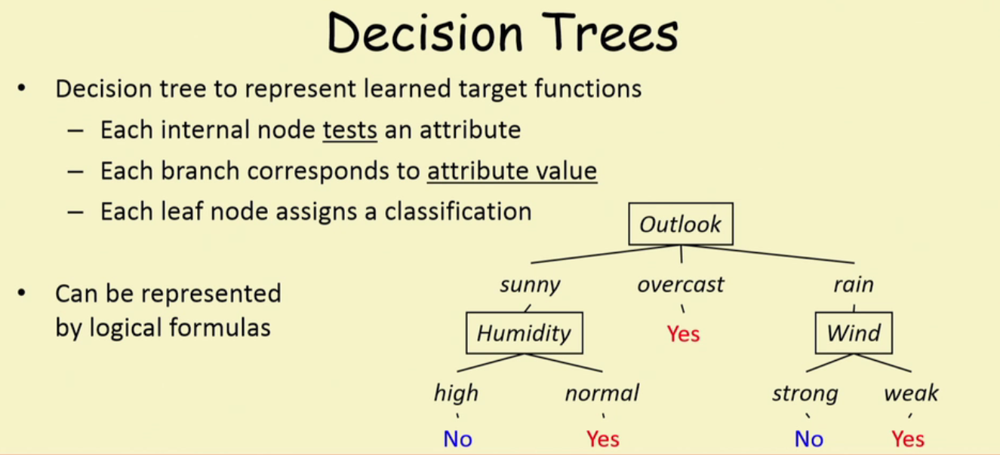 Decision Trees
• Decision tree to represent learned target functions
– Each internal node tests an attribute
– Each branch corresponds to attribute value
– Each leaf node assigns a classification
• Can be represented
by logical formulas
Outlook
sunny overcast rain
Humidity Yes Wind
high normal strong weak
No Yes No Yes